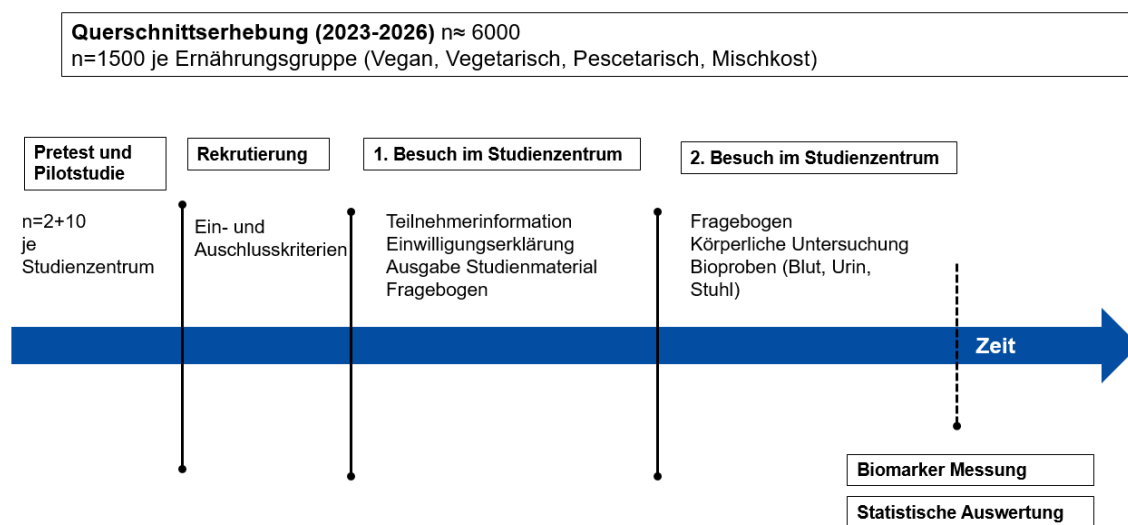 Querschnittserhebung (2023-2026) n≈ 6000
n=1500 je Ernährungsgruppe (Vegan, Vegetarisch, Pescetarisch, Mischkost)
Pretest und
Pilotstudie
n=2+10
je
Studienzentrum
Rekrutierung
Ein- und
Auschlusskriterien
1. Besuch im Studienzentrum
Teilnehmerinformation
Einwilligungserklärung
Ausgabe Studienmaterial
Fragebogen
2. Besuch im Studienzentrum
Fragebogen
Körperliche Untersuchung
Bioproben (Blut, Urin,
Stuhl)
Zeit
Biomarker Messung
Statistische Auswertung